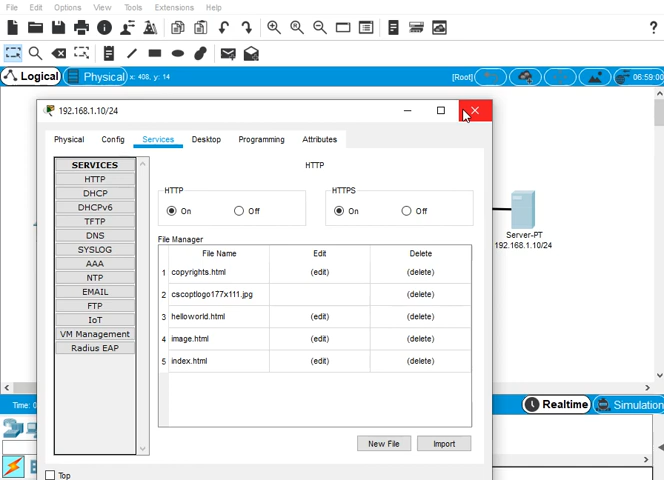 File Edit Options View Tools Extensions Help
?
Logical Physical x: 408, y: 14 [Root] 06:59:00
192.168.1.10/24
Physical Config Services Desktop Programming Attributes
SERVICES
HTTP
DHCP
DHCPv6
TFTP
DNS
SYSLOG
AAA
NTP
EMAIL
FTP
IoT
VM Management
Radius EAP
HTTP
HTTP
On Off
HTTPS
On Off
File Manager
File Name Edit Delete
1 copyrights.html (edit) (delete)
2 cscoptlogo177x111.jpg (delete)
3 helloworld.html (edit) (delete)
4 image.html (edit) (delete)
5 index.html (edit) (delete)
New File Import
Top
Server-PT
192.168.1.10/24
Time: 0
Realtime Simulation